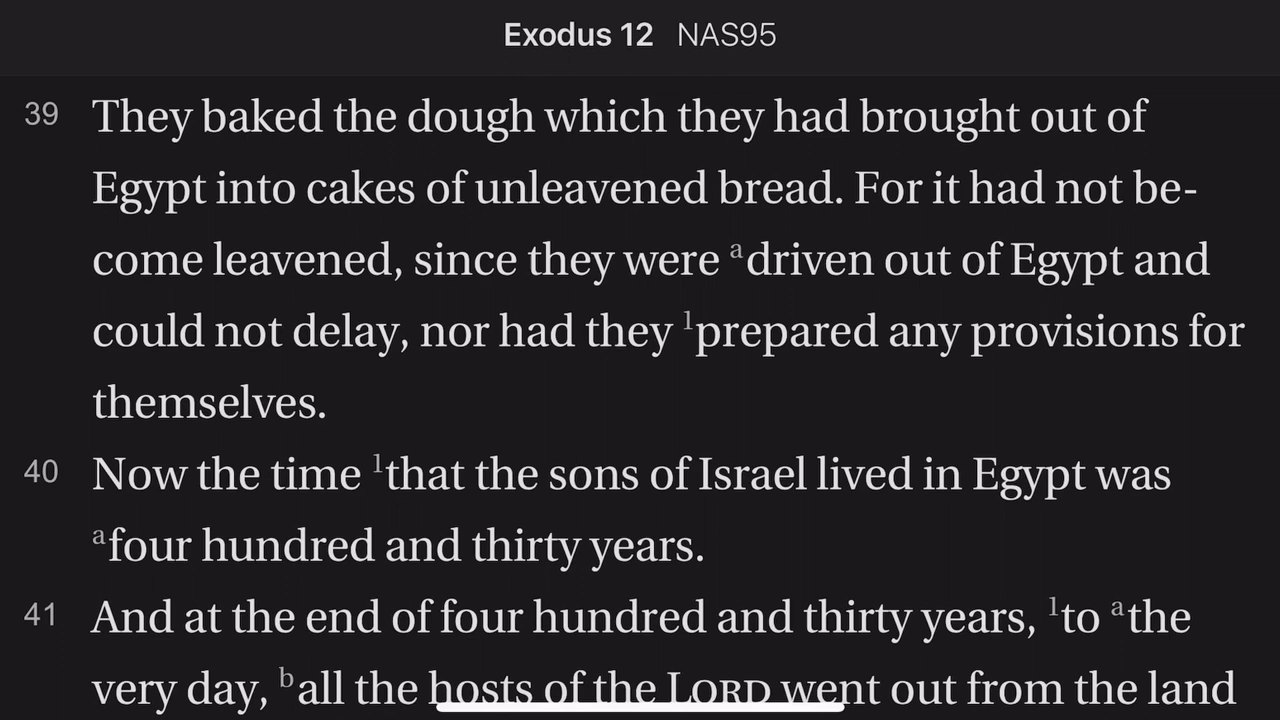 Exodus 12 NAS95
39 They baked the dough which they had brought out of
Egypt into cakes of unleavened bread. For it had not be-
come leavened, since they were ᵃdriven out of Egypt and
could not delay, nor had they ¹prepared any provisions for
themselves.
40 Now the time ¹that the sons of Israel lived in Egypt was
ᵃfour hundred and thirty years.
41 And at the end of four hundred and thirty years, ¹to ᵃthe
very day, ᵇall the hosts of the LORD went out from the land